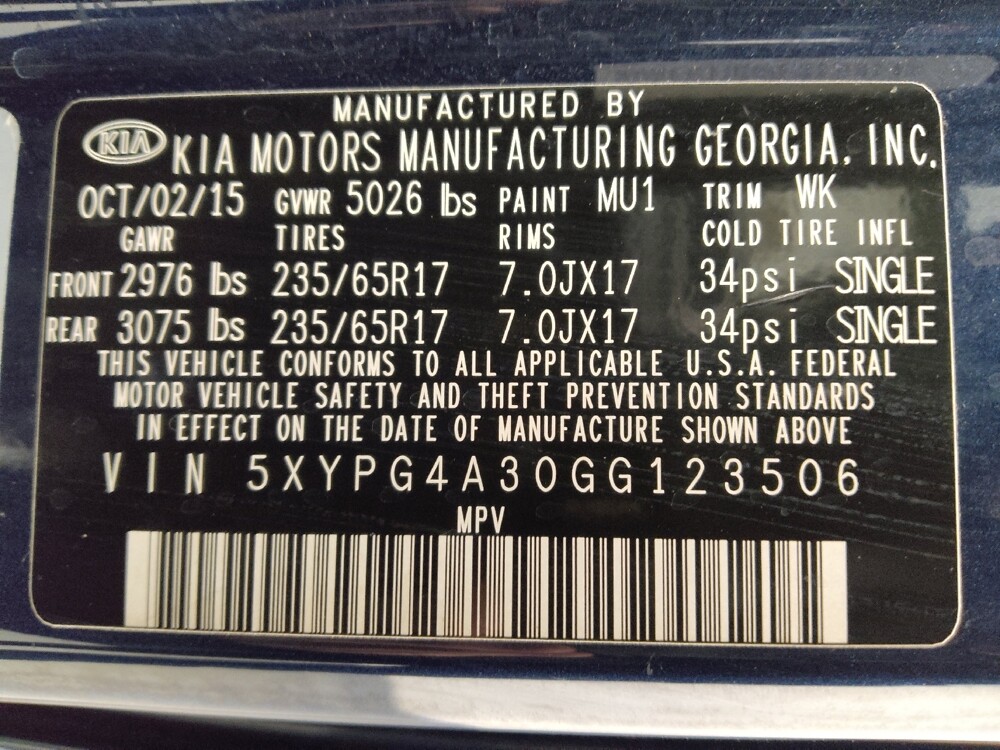 MANUFACTURED BY
KIA KIA MOTORS MANUFACTURING GEORGIA, INC.
OCT/02/15 GVWR 5026 lbs PAINT MU1 TRIM WK
GAWR TIRES RIMS COLD TIRE INFL
FRONT 2976 lbs 235/65R17 7.0JX17 34psi SINGLE
REAR 3075 lbs 235/65R17 7.0JX17 34psi SINGLE
THIS VEHICLE CONFORMS TO ALL APPLICABLE U.S.A. FEDERAL
MOTOR VEHICLE SAFETY AND THEFT PREVENTION STANDARDS
IN EFFECT ON THE DATE OF MANUFACTURE SHOWN ABOVE
VIN 5XYPG4A30GG123506
MPV